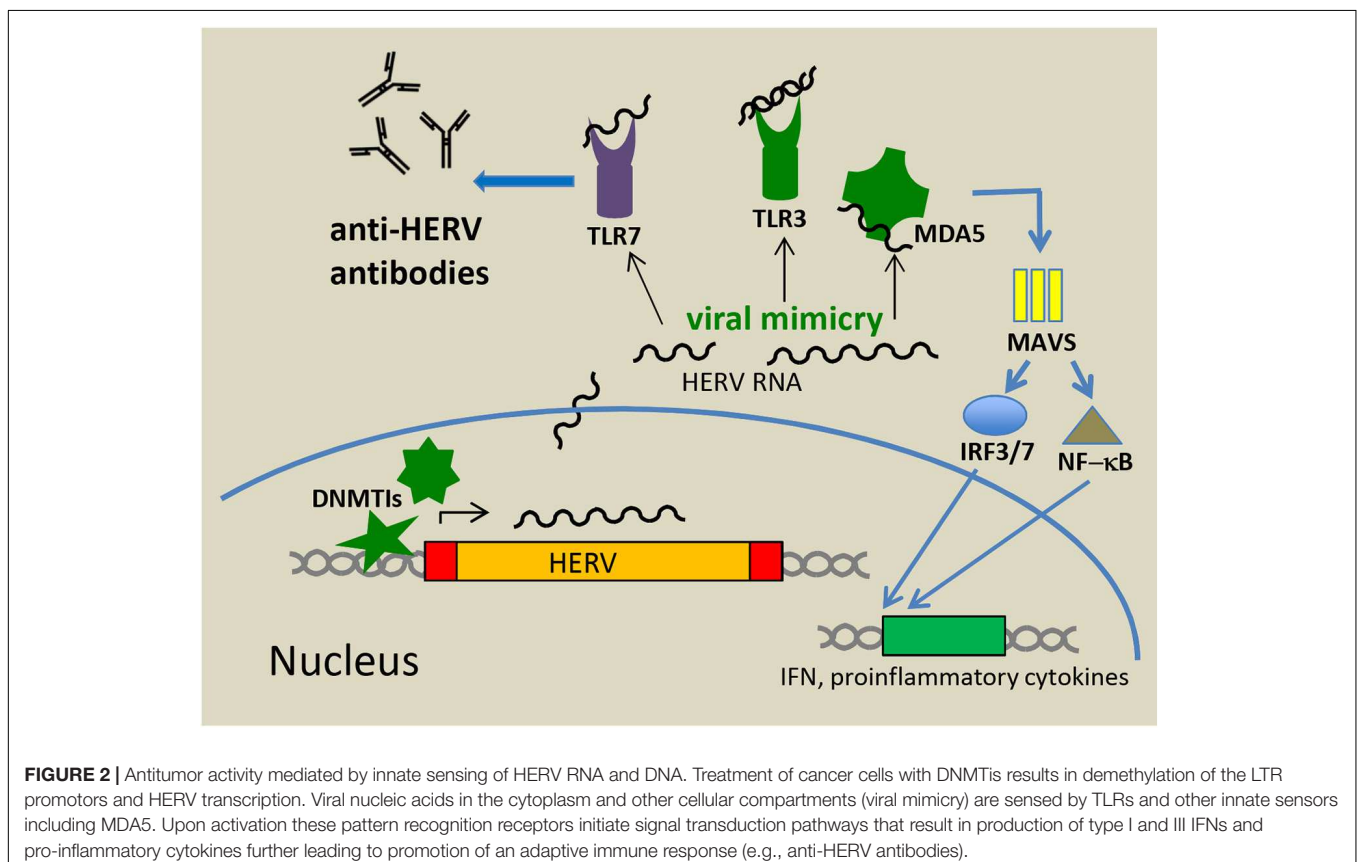 anti-HERV
antibodies
TLR7
TLR3
MDA5
viral mimicry
HERV RNA
MAVS
IRF3/7
NF–κB
DNMTIs
HERV
Nucleus
IFN, proinflammatory cytokines
FIGURE 2 | Antitumor activity mediated by innate sensing of HERV RNA and DNA. Treatment of cancer cells with DNMTis results in demethylation of the LTR
promotors and HERV transcription. Viral nucleic acids in the cytoplasm and other cellular compartments (viral mimicry) are sensed by TLRs and other innate sensors
including MDA5. Upon activation these pattern recognition receptors initiate signal transduction pathways that result in production of type I and III IFNs and
pro-inflammatory cytokines further leading to promotion of an adaptive immune response (e.g., anti-HERV antibodies).